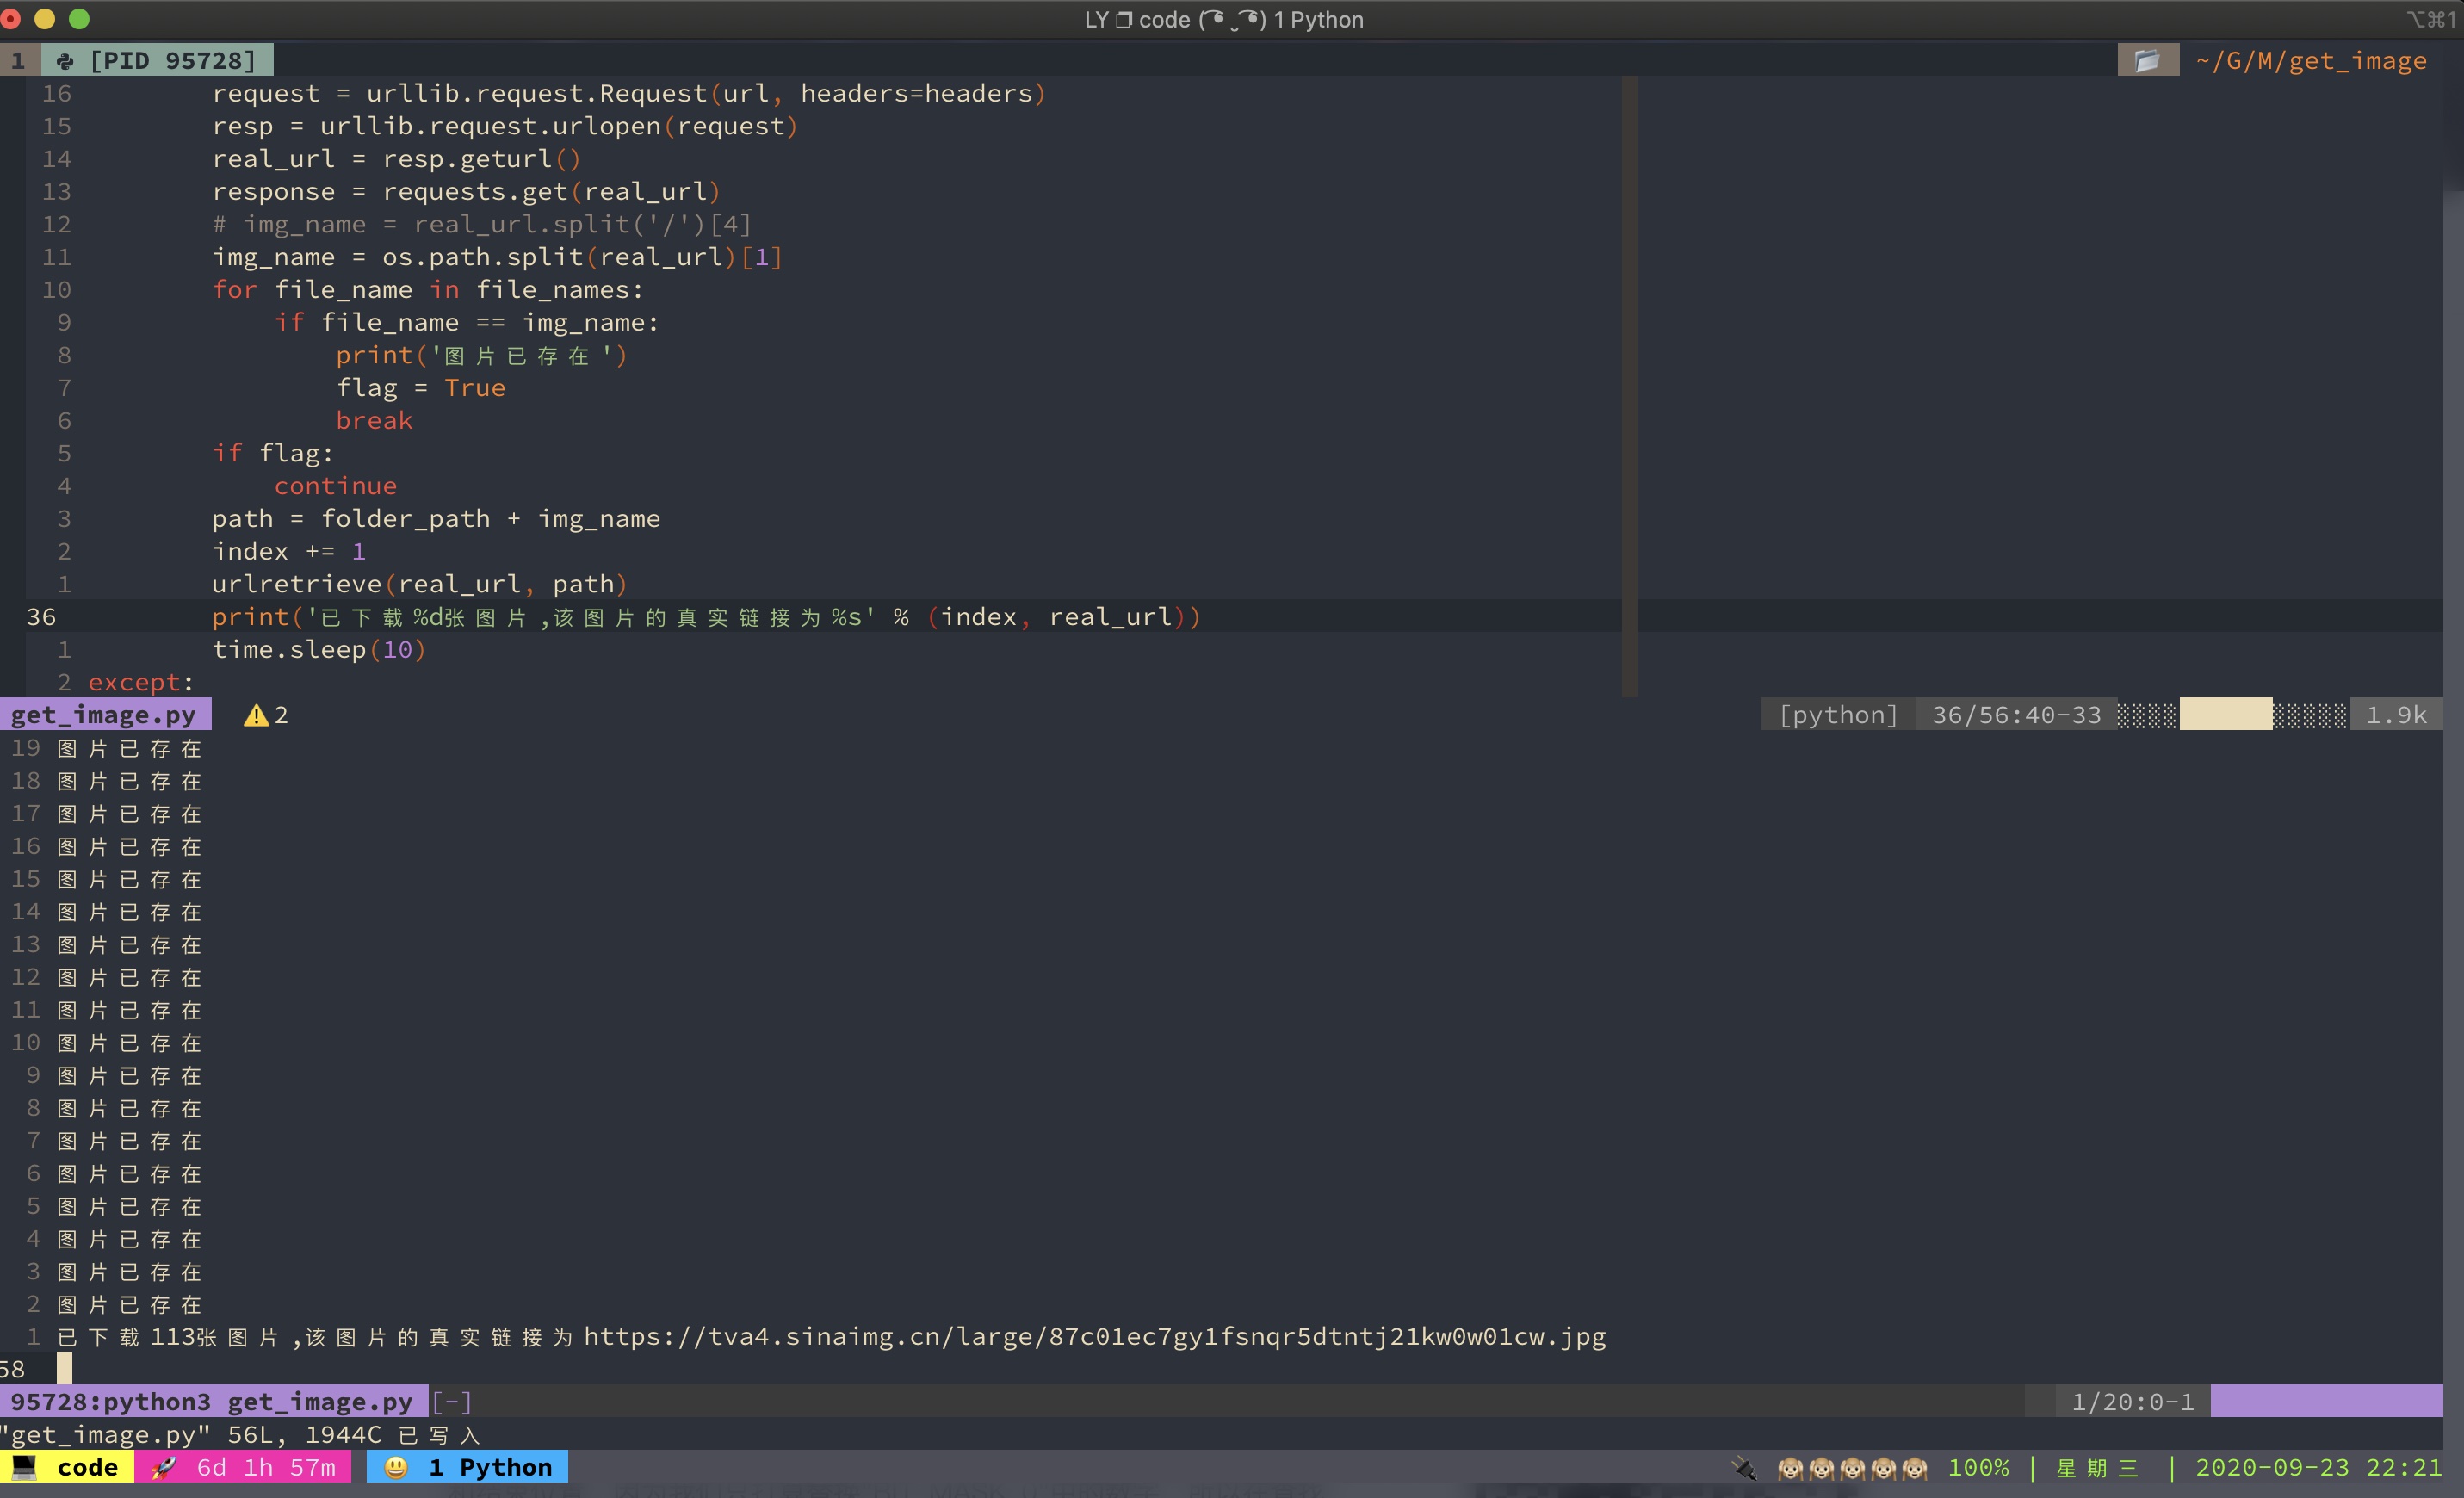 LY code ( ͡° ͜ʖ ͡°) 1 Python ⌥⌘1
1 [PID 95728] ~/G/M/get_image
16 request = urllib.request.Request(url, headers=headers)
15 resp = urllib.request.urlopen(request)
14 real_url = resp.geturl()
13 response = requests.get(real_url)
12 # img_name = real_url.split('/')[4]
11 img_name = os.path.split(real_url)[1]
10 for file_name in file_names:
9 if file_name == img_name:
8 print('图片已存在')
7 flag = True
6 break
5 if flag:
4 continue
3 path = folder_path + img_name
2 index += 1
1 urlretrieve(real_url, path)
36 print('已下载%d张图片,该图片的真实链接为%s' % (index, real_url))
1 time.sleep(10)
2 except:
get_image.py ⚠️2 [python] 36/56:40-33 1.9k
19 图片已存在
18 图片已存在
17 图片已存在
16 图片已存在
15 图片已存在
14 图片已存在
13 图片已存在
12 图片已存在
11 图片已存在
10 图片已存在
9 图片已存在
8 图片已存在
7 图片已存在
6 图片已存在
5 图片已存在
4 图片已存在
3 图片已存在
2 图片已存在
1 已下载113张图片,该图片的真实链接为https://tva4.sinaimg.cn/large/87c01ec7gy1fsnqr5dtntj21kw0w01cw.jpg
58
95728:python3 get_image.py [-] 1/20:0-1
"get_image.py" 56L, 1944C 已写入
code 6d 1h 57m 1 Python 100% | 星期三 | 2020-09-23 22:21